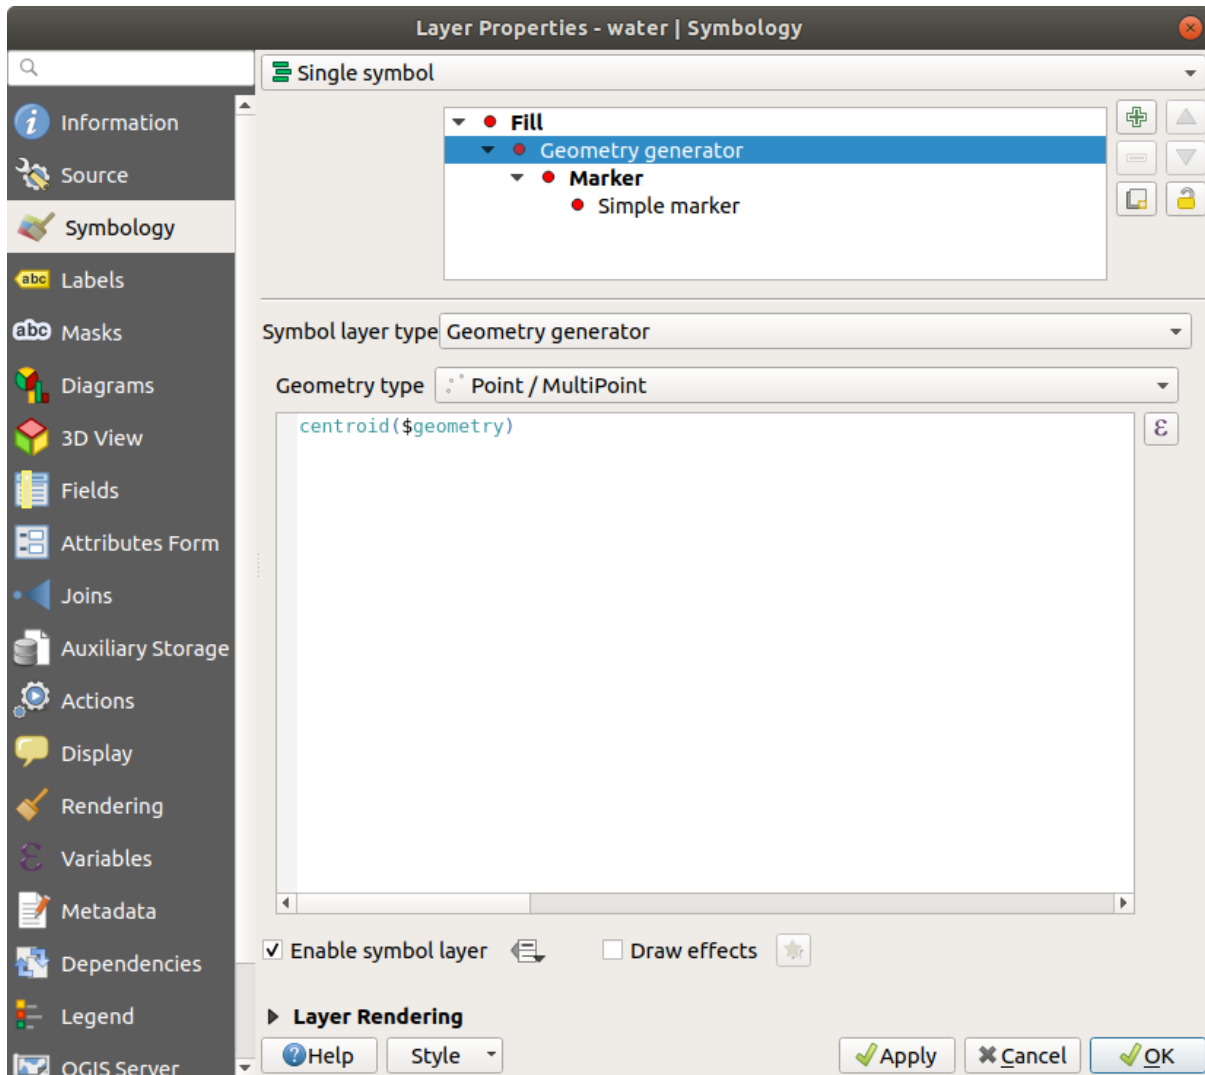 Layer Properties - water | Symbology
Single symbol
Information
Source
Symbology
Labels
Masks
Diagrams
3D View
Fields
Attributes Form
Joins
Auxiliary Storage
Actions
Display
Rendering
Variables
Metadata
Dependencies
Legend
QGIS Server
Fill
Geometry generator
Marker
Simple marker
Symbol layer type Geometry generator
Geometry type Point / MultiPoint
centroid($geometry)
ε
Enable symbol layer Draw effects
Layer Rendering
Help Style Apply Cancel OK
abc
abc